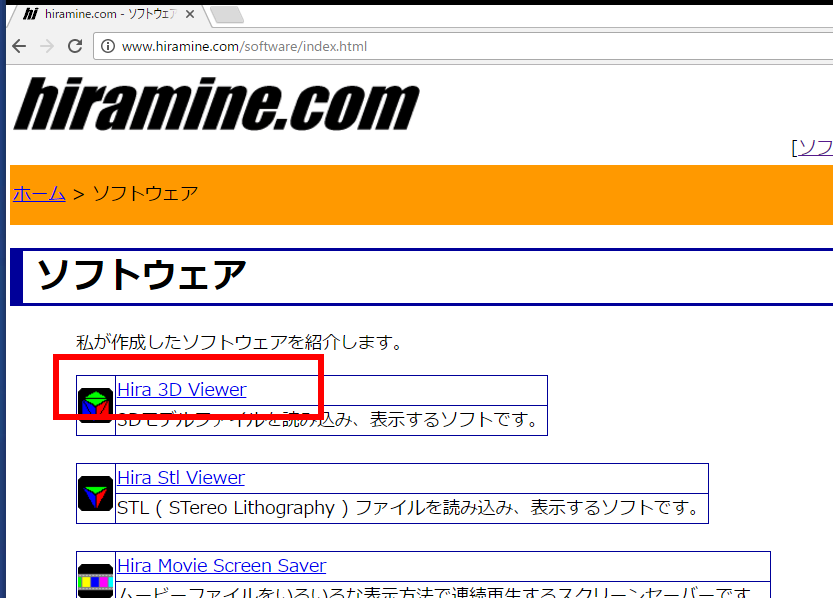 hiramine.com - ソフトウェア
www.hiramine.com/software/index.html
hiramine.com
[ソフ
ホーム > ソフトウェア
ソフトウェア
私が作成したソフトウェアを紹介します。
Hira 3D Viewer
3Dモデルファイルを読み込み、表示するソフトです。
Hira Stl Viewer
STL ( STereo Lithography ) ファイルを読み込み、表示するソフトです。
Hira Movie Screen Saver
ムービーファイルをいろいろな表示方法で連続再生するスクリーンセーバーです